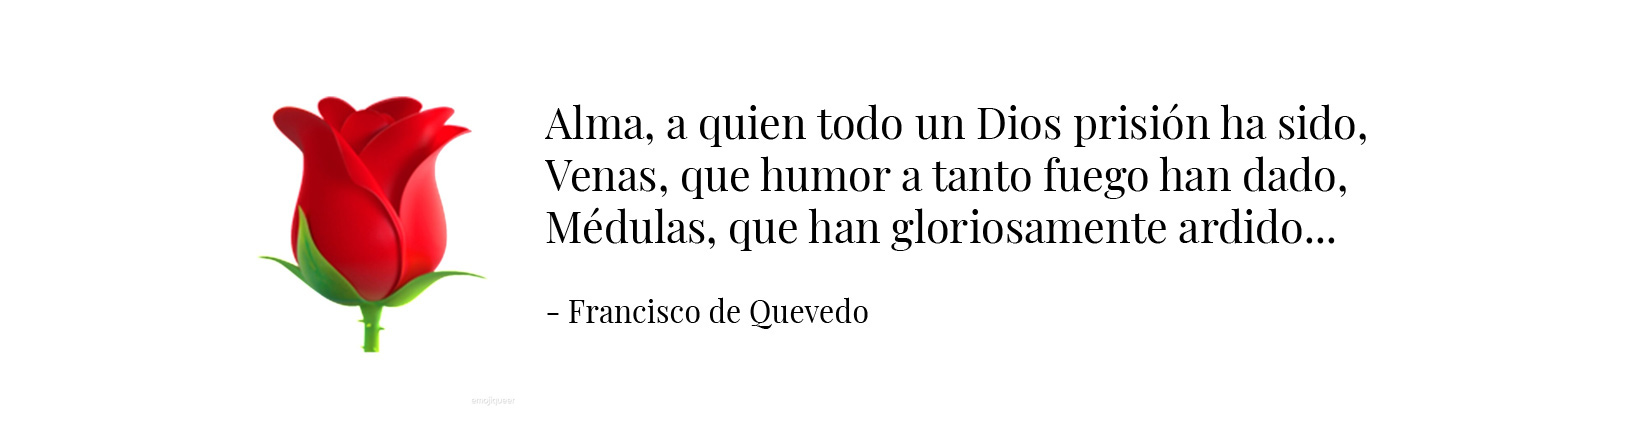 Alma, a quien todo un Dios prisión ha sido,
Venas, que humor a tanto fuego han dado,
Médulas, que han gloriosamente ardido...
- Francisco de Quevedo